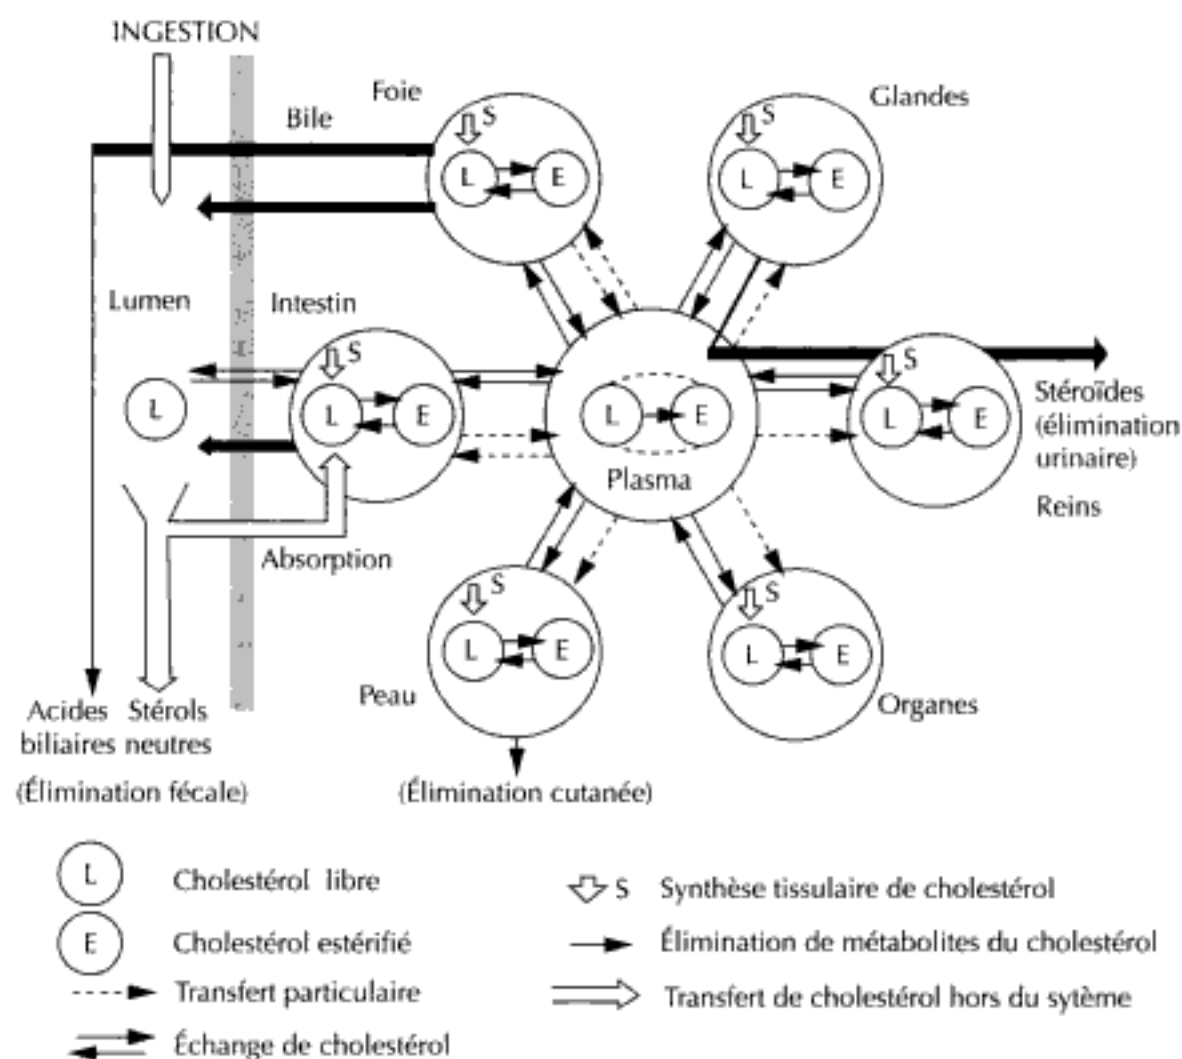 INGESTION
Foie
Glandes
Bile
S
S
L
E
L
E
Lumen
Intestin
S
S
L
L
E
L
E
L
E
Plasma
Stéroïdes
(élimination
urinaire)
Reins
Absorption
S
S
L
E
L
E
Peau
Organes
Acides Stérols
biliaires neutres
(Élimination fécale)
(Élimination cutanée)
L Cholestérol libre
E Cholestérol estérifié
Transfert particulaire
Échange de cholestérol
S Synthèse tissulaire de cholestérol
Élimination de métabolites du cholestérol
Transfert de cholestérol hors du sytème